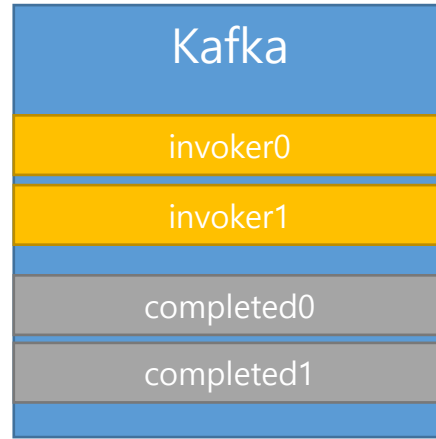 Kafka
invoker0
invoker1
completed0
completed1